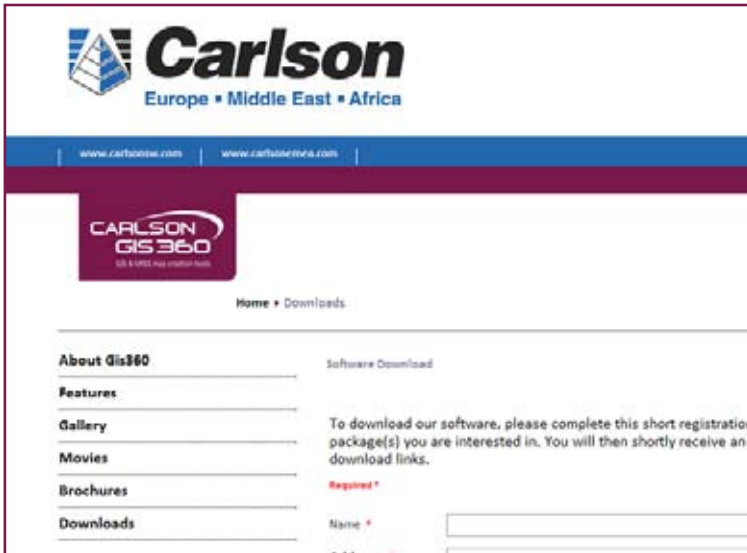 Carlson
Europe ▪ Middle East ▪ Africa
www.carlsonsw.com
www.carlsonemea.com
CARLSON
GIS360
Home ▸ Downloads
About Gis360
Features
Gallery
Movies
Brochures
Downloads
Software Download
To download our software, please complete this short registration
package(s) you are interested in. You will then shortly receive an
download links.
Required *
Name *